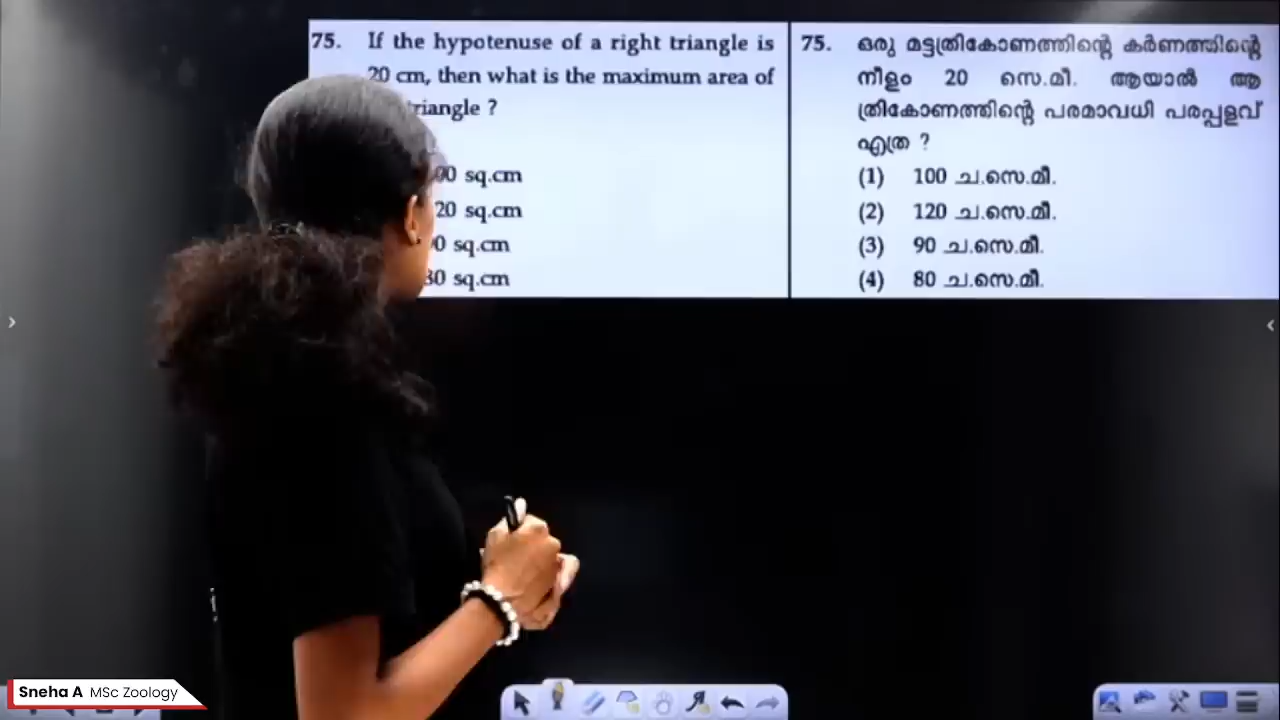 75. If the hypotenuse of a right triangle is
20 cm, then what is the maximum area of
triangle ?
sq.cm
20 sq.cm
0 sq.cm
80 sq.cm
75. ഒരു മട്ടത്രികോണത്തിന്റെ കർണത്തിന്റെ
നീളം 20 സെ.മീ. ആയാൽ ആ
ത്രികോണത്തിന്റെ പരമാവധി പരപ്പളവ്
എത്ര ?
(1) 100 ച.സെ.മീ.
(2) 120 ച.സെ.മീ.
(3) 90 ച.സെ.മീ.
(4) 80 ച.സെ.മീ.
Sneha A MSc Zoology